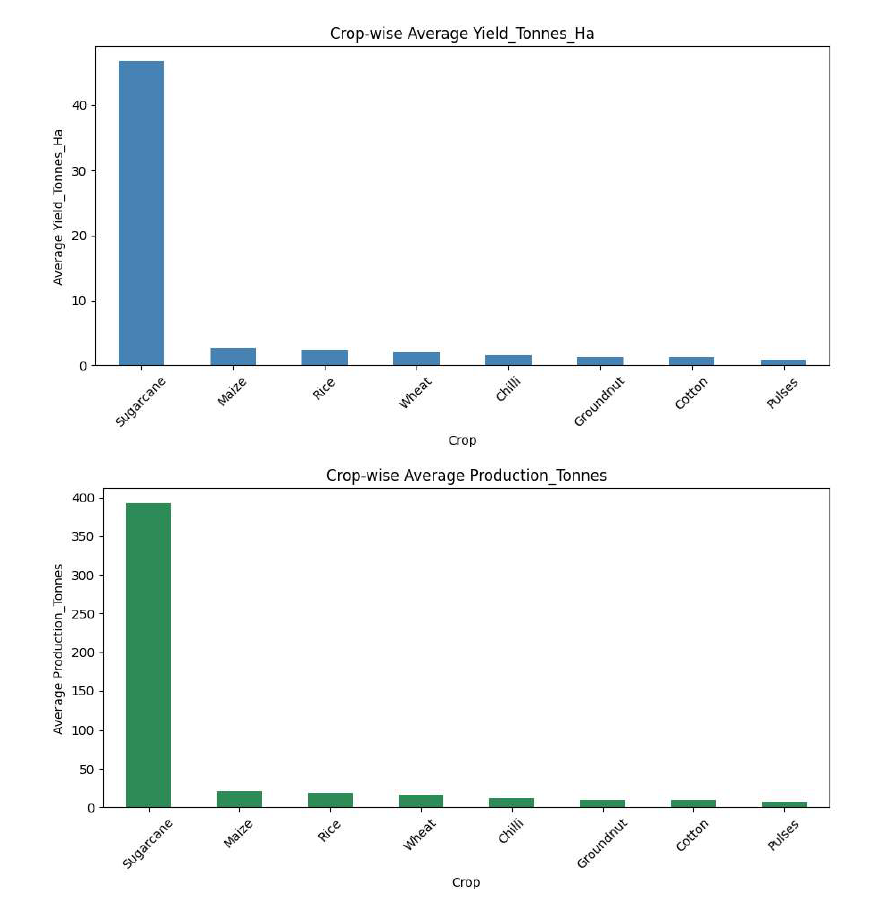 Crop-wise Average Yield_Tonnes_Ha
Average Yield_Tonnes_Ha
40
30
20
10
0
Sugarcane
Maize
Rice
Wheat
Chilli
Groundnut
Cotton
Pulses
Crop
Crop-wise Average Production_Tonnes
Average Production_Tonnes
400
350
300
250
200
150
100
50
0
Sugarcane
Maize
Rice
Wheat
Chilli
Groundnut
Cotton
Pulses
Crop